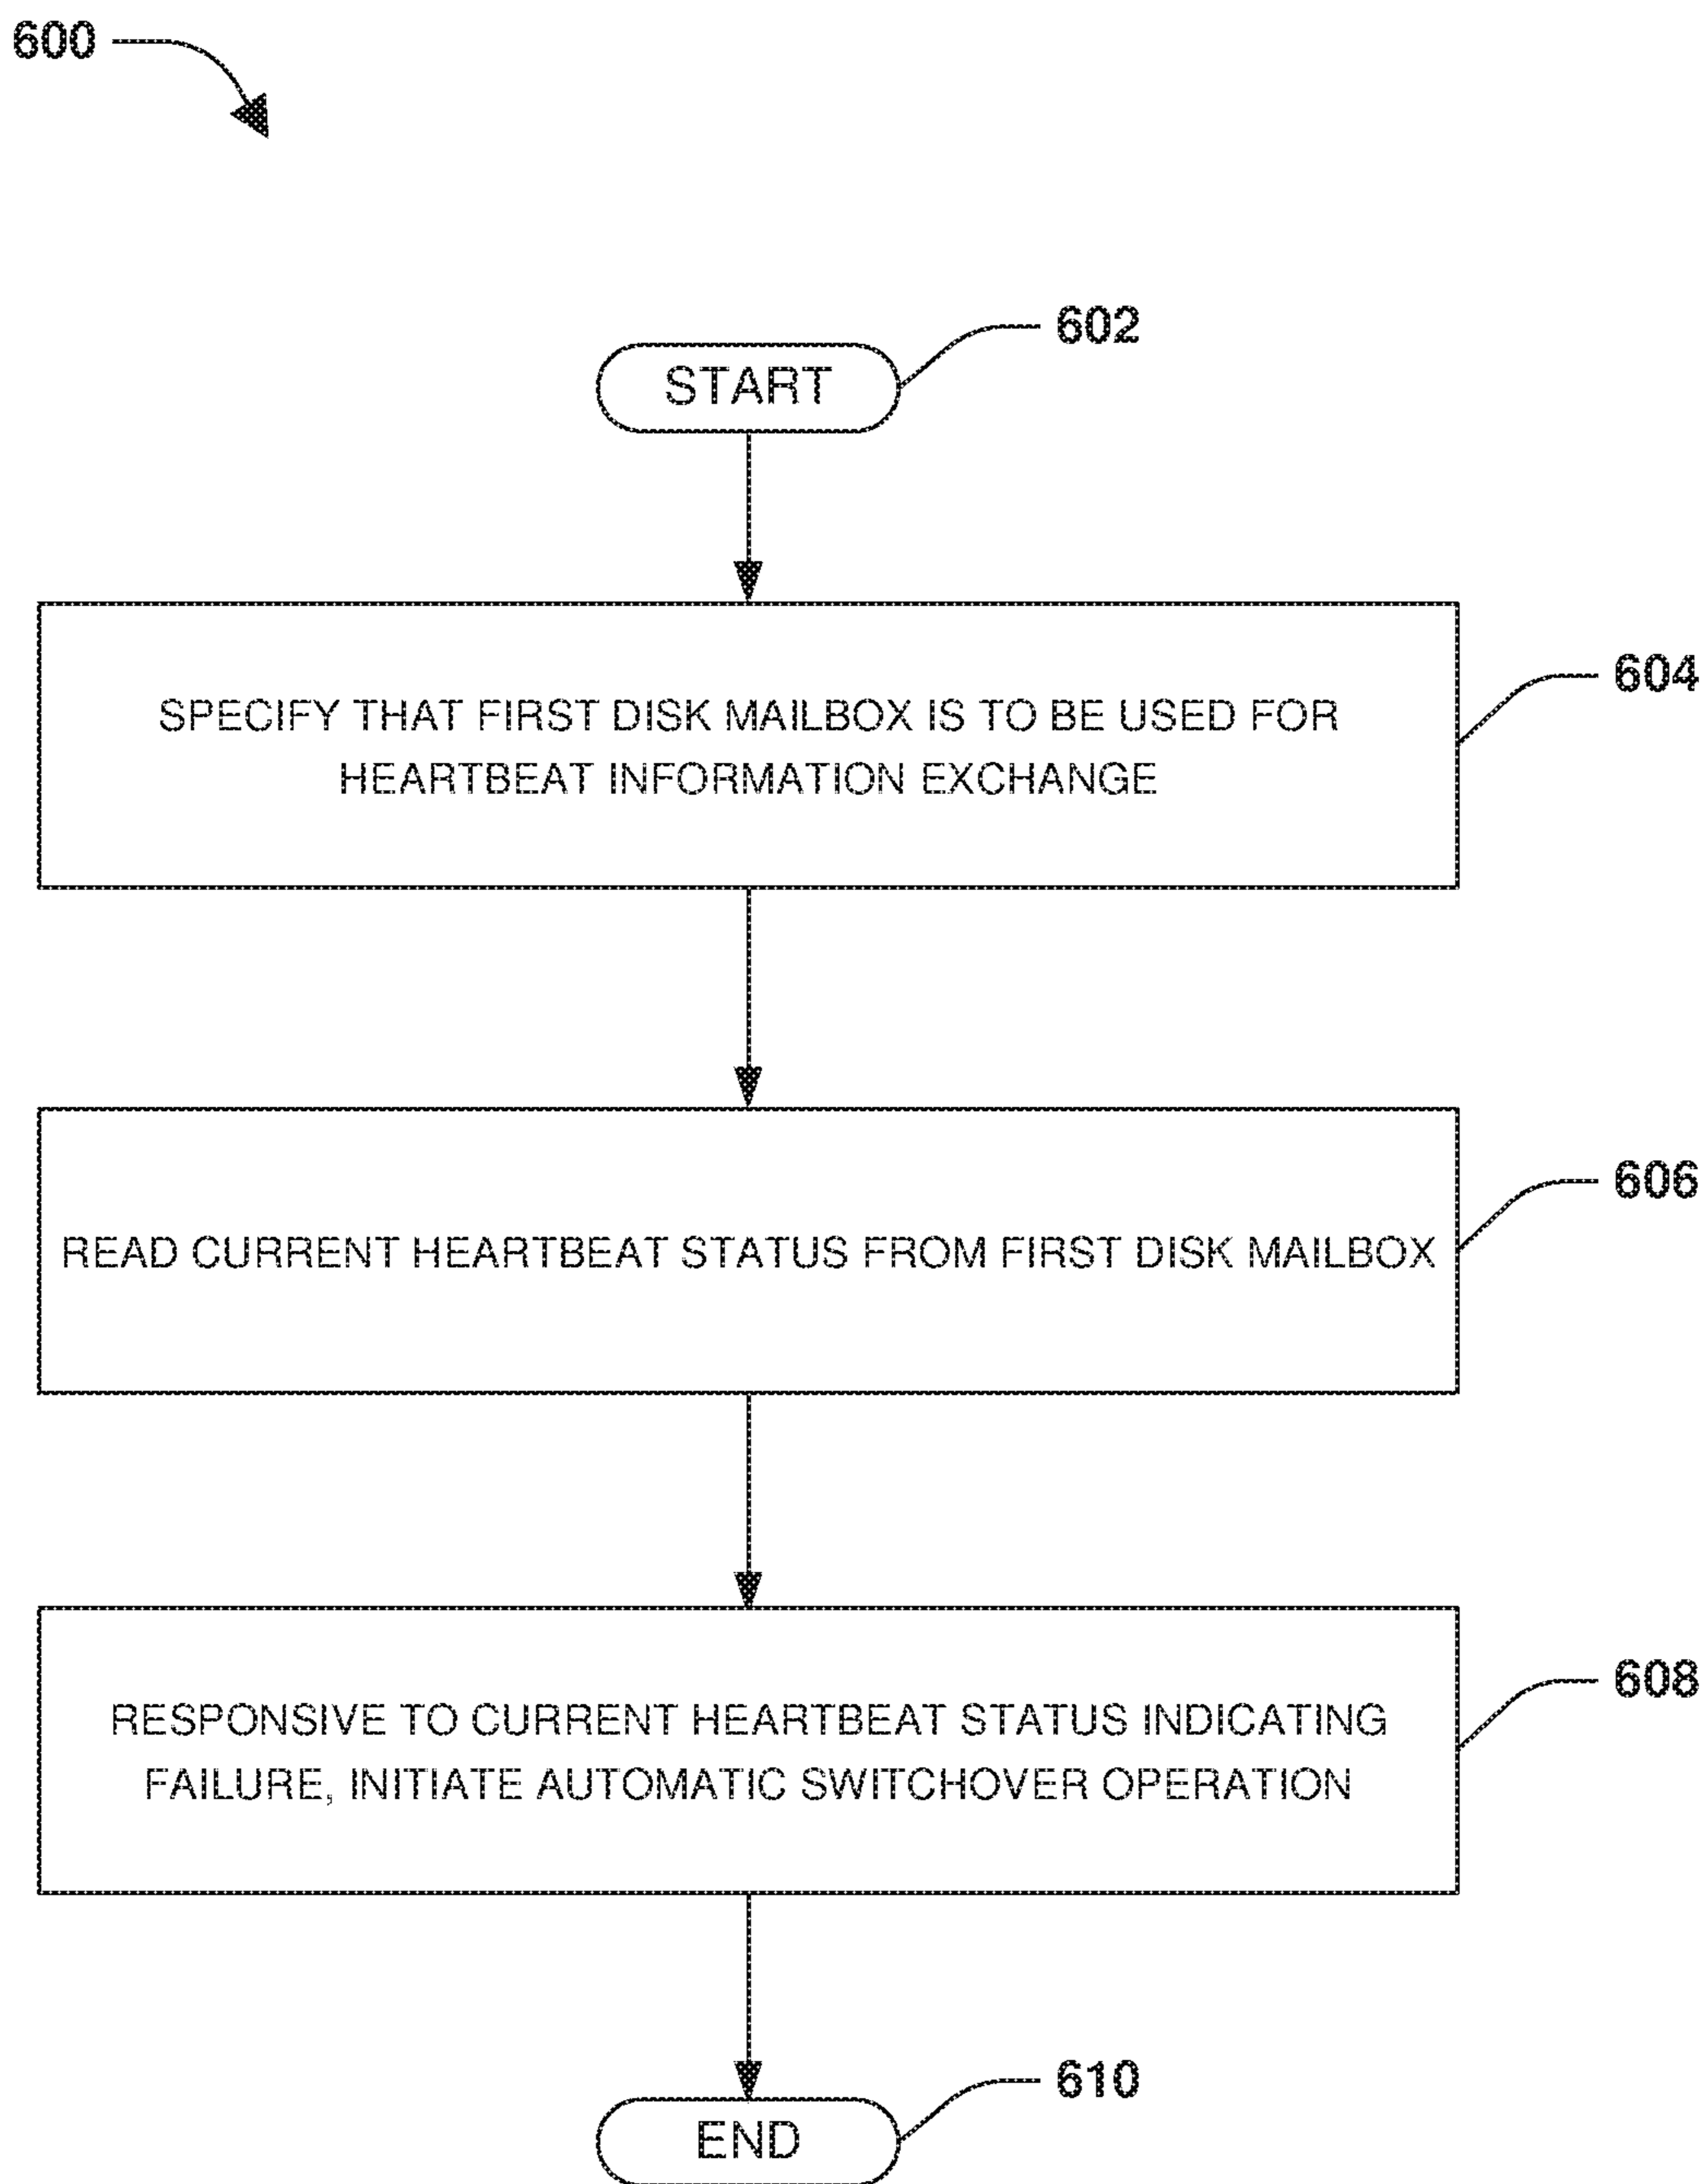 600
602
START
604
SPECIFY THAT FIRST DISK MAILBOX IS TO BE USED FOR
HEARTBEAT INFORMATION EXCHANGE
606
READ CURRENT HEARTBEAT STATUS FROM FIRST DISK MAILBOX
608
RESPONSIVE TO CURRENT HEARTBEAT STATUS INDICATING
FAILURE, INITIATE AUTOMATIC SWITCHOVER OPERATION
610
END